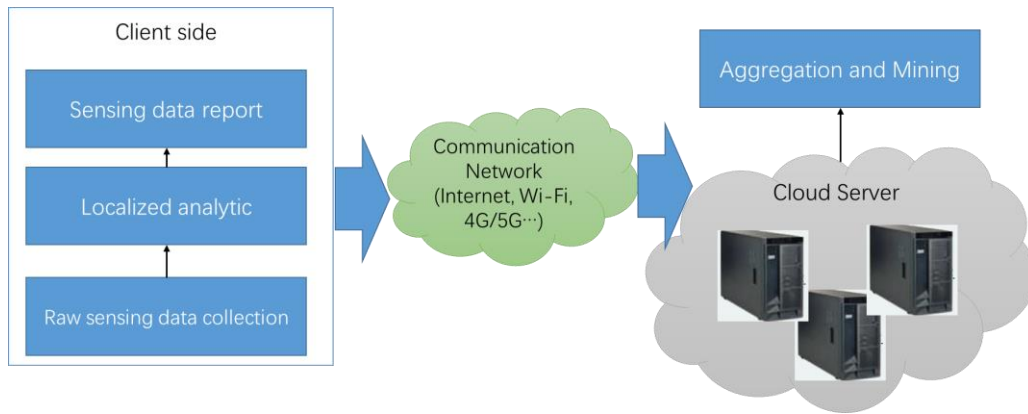 Client side
Sensing data report
Localized analytic
Raw sensing data collection
Communication
Network
(Internet, Wi-Fi,
4G/5G…)
Aggregation and Mining
Cloud Server